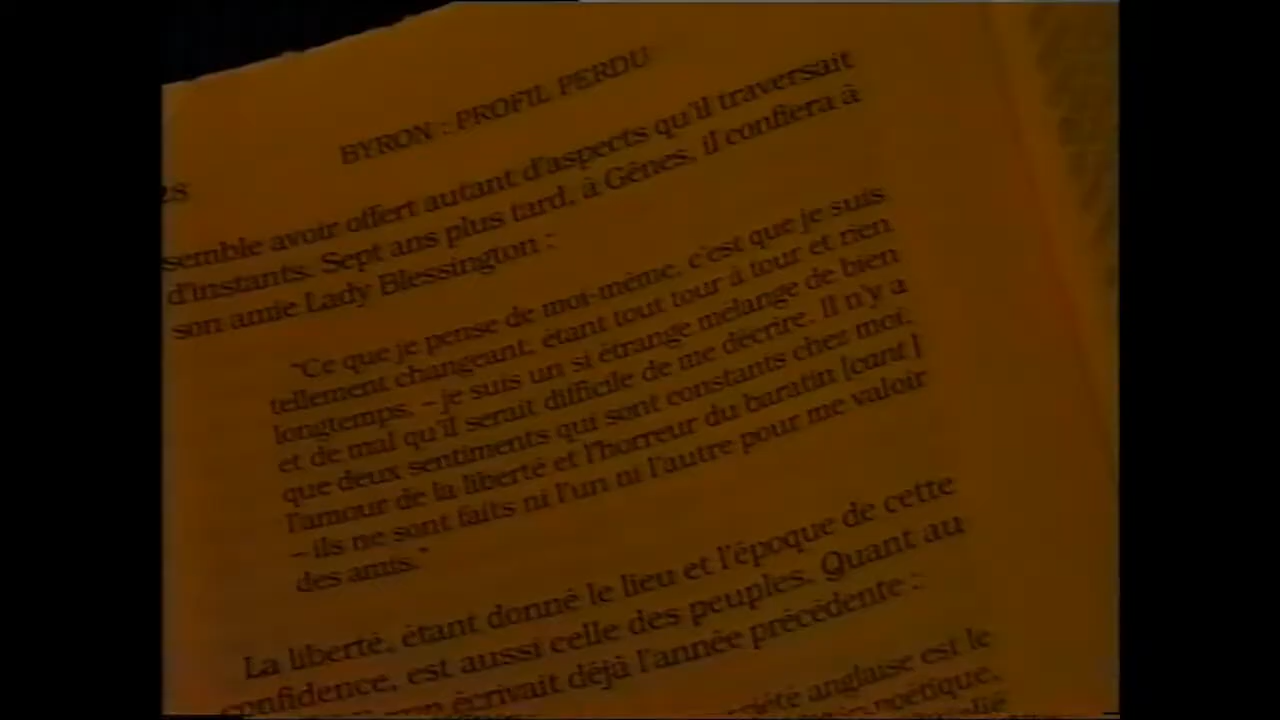 BYRON : PROFIL PERDU
28
semble avoir offert autant d'aspects qu'il traversait
d'instants. Sept ans plus tard, à Gênes, il confiera à
son amie Lady Blessington :
"Ce que je pense de moi-même, c'est que je suis
tellement changeant, étant tout tour à tour et rien
longtemps, – je suis un si étrange mélange de bien
et de mal qu'il serait difficile de me décrire. Il n'y a
que deux sentiments qui sont constants chez moi,
l'amour de la liberté et l'horreur du baratin [cant]
– ils ne sont faits ni l'un ni l'autre pour me valoir
des amis."
La liberté, étant donné le lieu et l'époque de cette
confidence, est aussi celle des peuples. Quant au
écrivait déjà l'année précédente :
anglaise est le